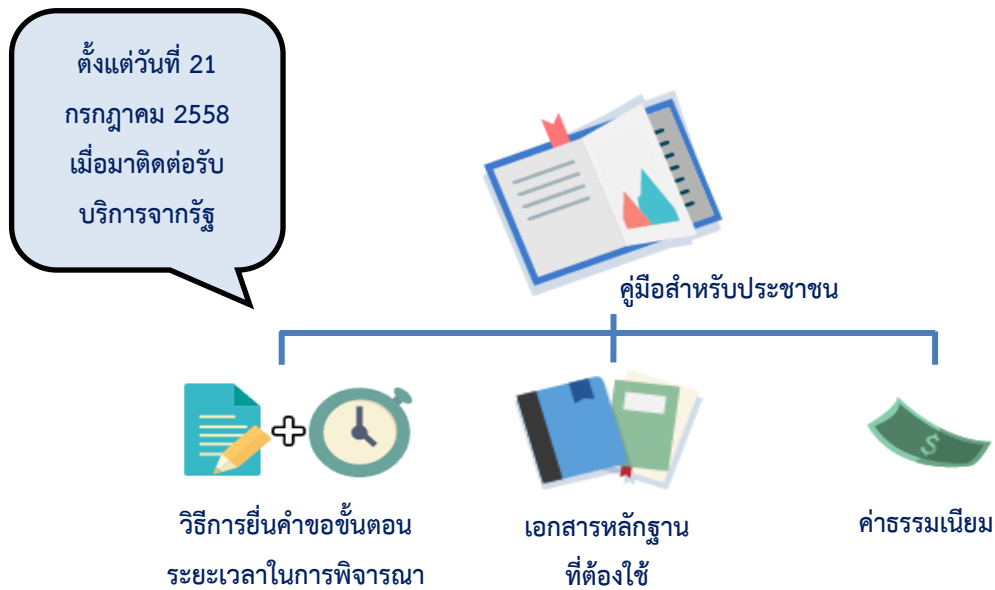 ตั้งแต่วันที่ 21
กรกฎาคม 2558
เมื่อมาติดต่อรับ
บริการจากรัฐ
คู่มือสำหรับประชาชน
วิธีการยื่นคำขอขั้นตอน
ระยะเวลาในการพิจารณา
เอกสารหลักฐาน
ที่ต้องใช้
$
ค่าธรรมเนียม